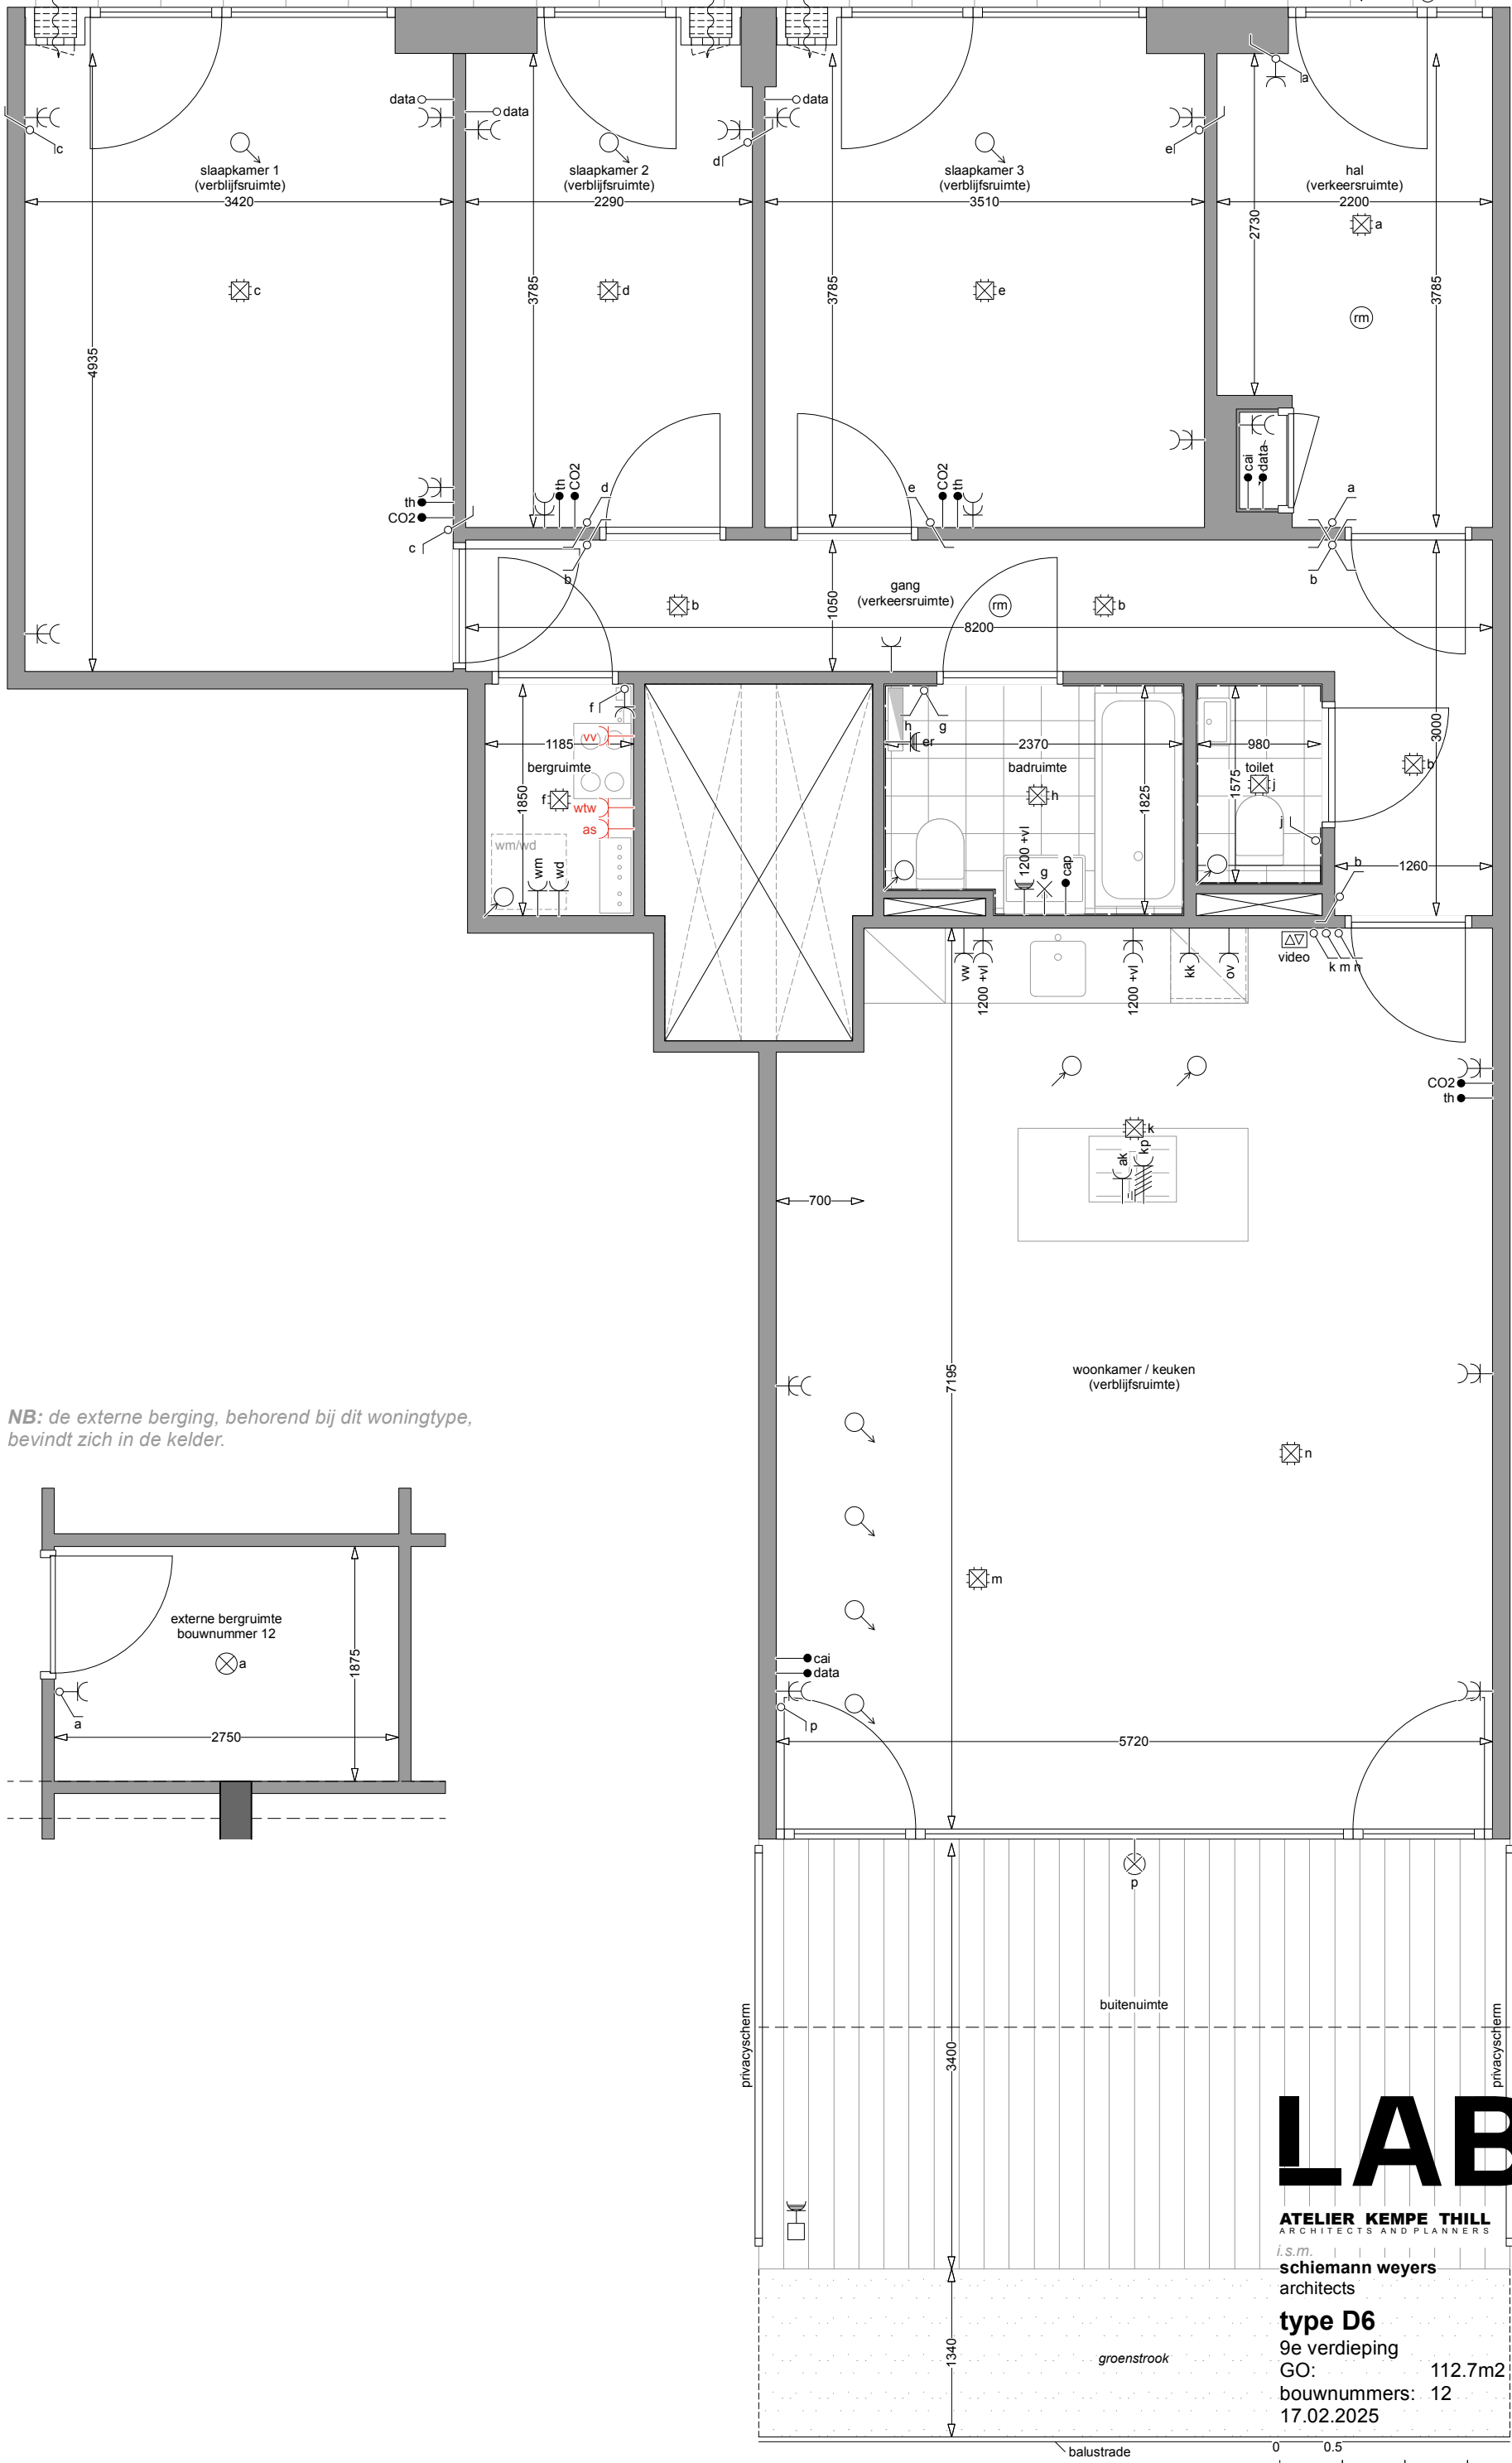 a
data
data
data
c
d
e
slaapkamer 1
(verblijfsruimte)
3420
slaapkamer 2
(verblijfsruimte)
2290
slaapkamer 3
(verblijfsruimte)
3510
hal
(verkeersruimte)
2200
a
2730
c
d
e
3785
3785
3785
rm
4935
cai
data
th
CO2
d
th
CO2
e
CO2
th
a
c
b
b
b
gang
(verkeersruimte)
rm
b
1050
8200
f
vv
1185
bergruimte
f
1850
wtw
as
wm/wd
wm
wd
h
g
er
2370
badruimte
h
1825
1200 +vl
g
cap
980
toilet
j
1575
j
3000
b
b
1260
vw
1200 +vl
1200 +vl
kk
ov
video
k m n
CO2
th
k
ak
kp
700
7195
woonkamer / keuken
(verblijfsruimte)
n
m
cai
data
p
5720
NB: de externe berging, behorend bij dit woningtype,
bevindt zich in de kelder.
externe bergruimte
bouwnummer 12
a
1875
a
2750
p
buitenuimte
privacyscherm
privacyscherm
3400
LAB
ATELIER KEMPE THILL
ARCHITECTS AND PLANNERS
i.s.m.
schiemann weyers
architects
type D6
9e verdieping
GO: 112.7m2
bouwnummers: 12
17.02.2025
1340
groenstrook
0 0.5
balustrade